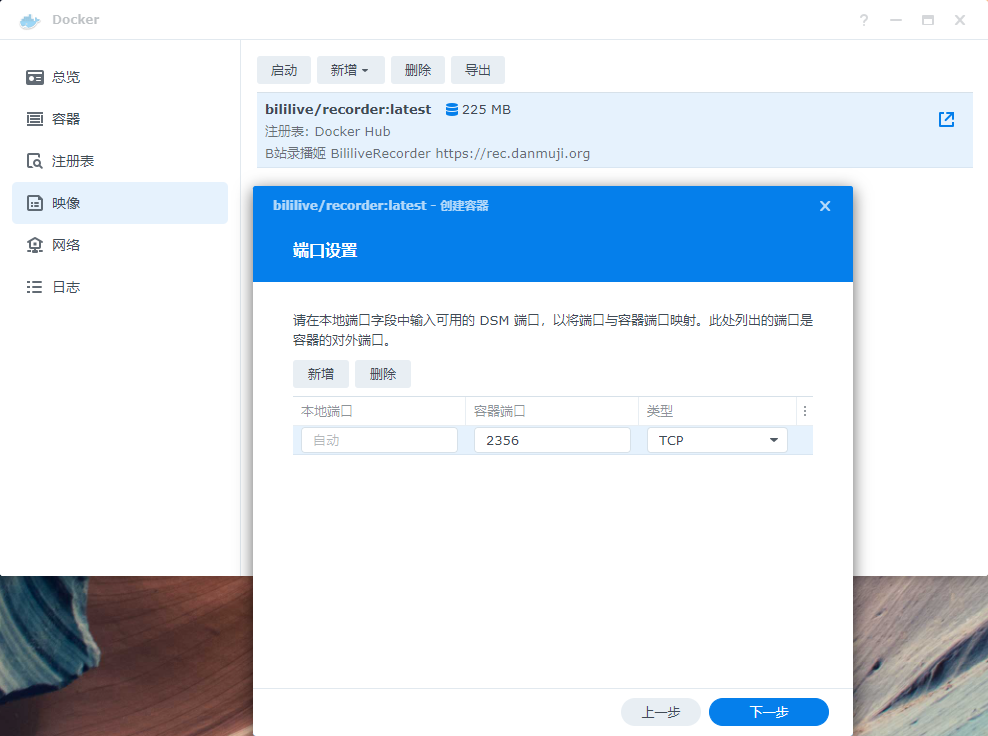 Docker
总览
容器
注册表
映像
网络
日志
启动 新增 删除 导出
bililive/recorder:latest 225 MB
注册表: Docker Hub
B站录播姬 BililiveRecorder https://rec.danmuji.org
bililive/recorder:latest - 创建容器
端口设置
请在本地端口字段中输入可用的 DSM 端口，以将端口与容器端口映射。此处列出的端口是
容器的对外端口。
新增 删除
本地端口 容器端口 类型
自动 2356 TCP
上一步 下一步